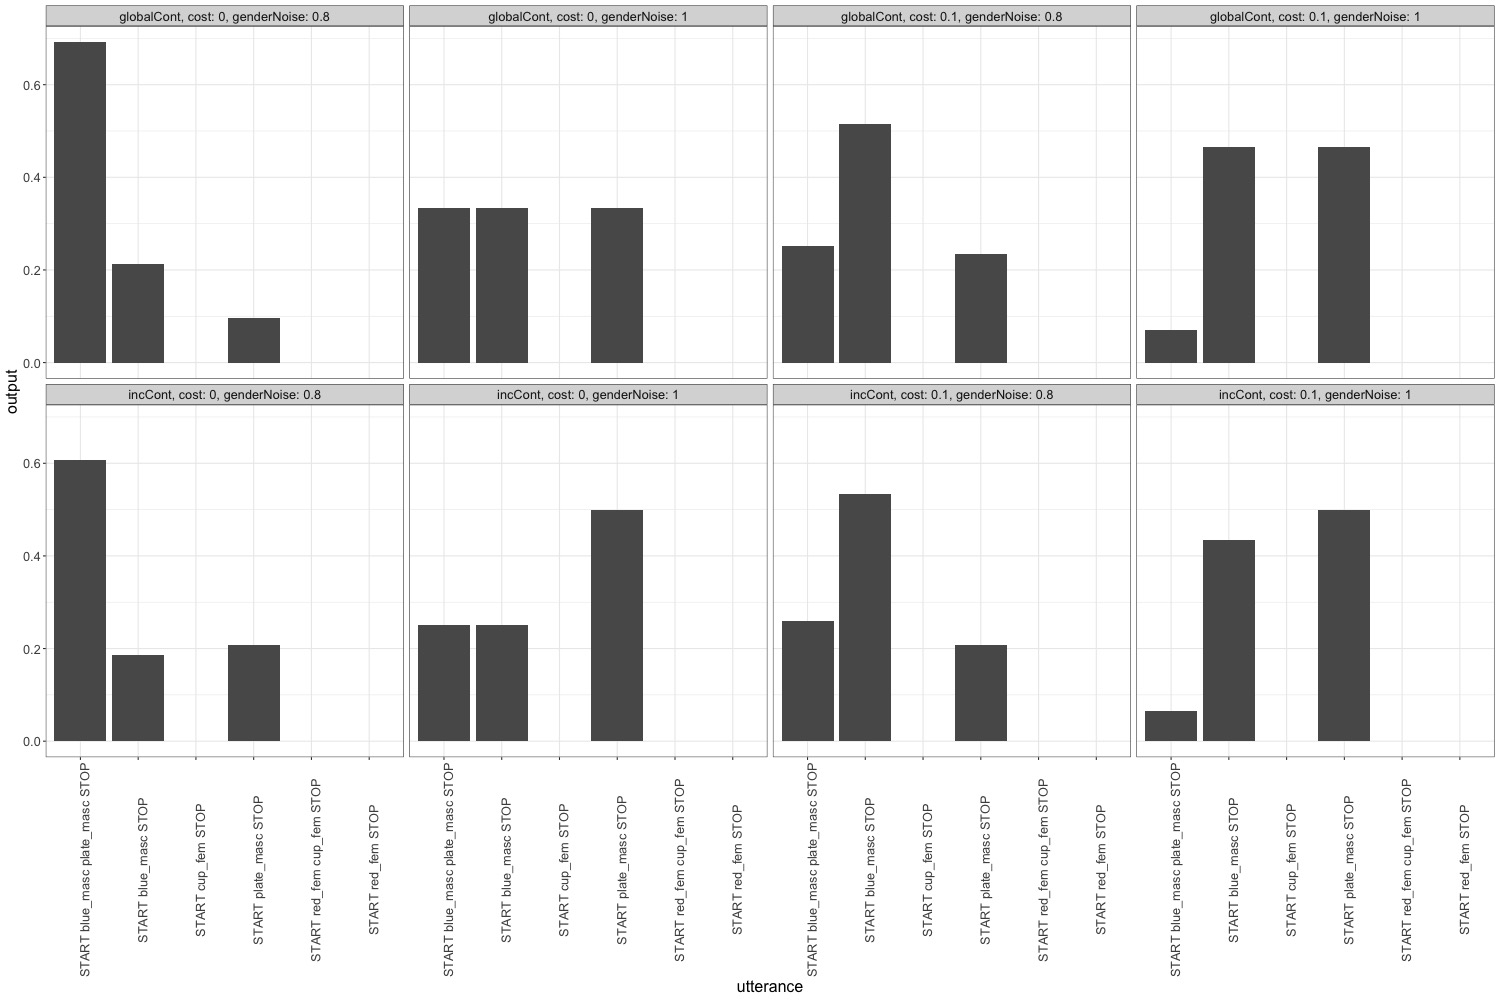 globalCont, cost: 0, genderNoise: 0.8
globalCont, cost: 0, genderNoise: 1
globalCont, cost: 0.1, genderNoise: 0.8
globalCont, cost: 0.1, genderNoise: 1
0.6
0.4
0.2
0.0
output
incCont, cost: 0, genderNoise: 0.8
incCont, cost: 0, genderNoise: 1
incCont, cost: 0.1, genderNoise: 0.8
incCont, cost: 0.1, genderNoise: 1
0.6
0.4
0.2
0.0
START blue_masc plate_masc STOP
START blue_masc STOP
START cup_fem STOP
START plate_masc STOP
START red_fem cup_fem STOP
START red_fem STOP
START blue_masc plate_masc STOP
START blue_masc STOP
START cup_fem STOP
START plate_masc STOP
START red_fem cup_fem STOP
START red_fem STOP
START blue_masc plate_masc STOP
START blue_masc STOP
START cup_fem STOP
START plate_masc STOP
START red_fem cup_fem STOP
START red_fem STOP
START blue_masc plate_masc STOP
START blue_masc STOP
START cup_fem STOP
START plate_masc STOP
START red_fem cup_fem STOP
START red_fem STOP
utterance